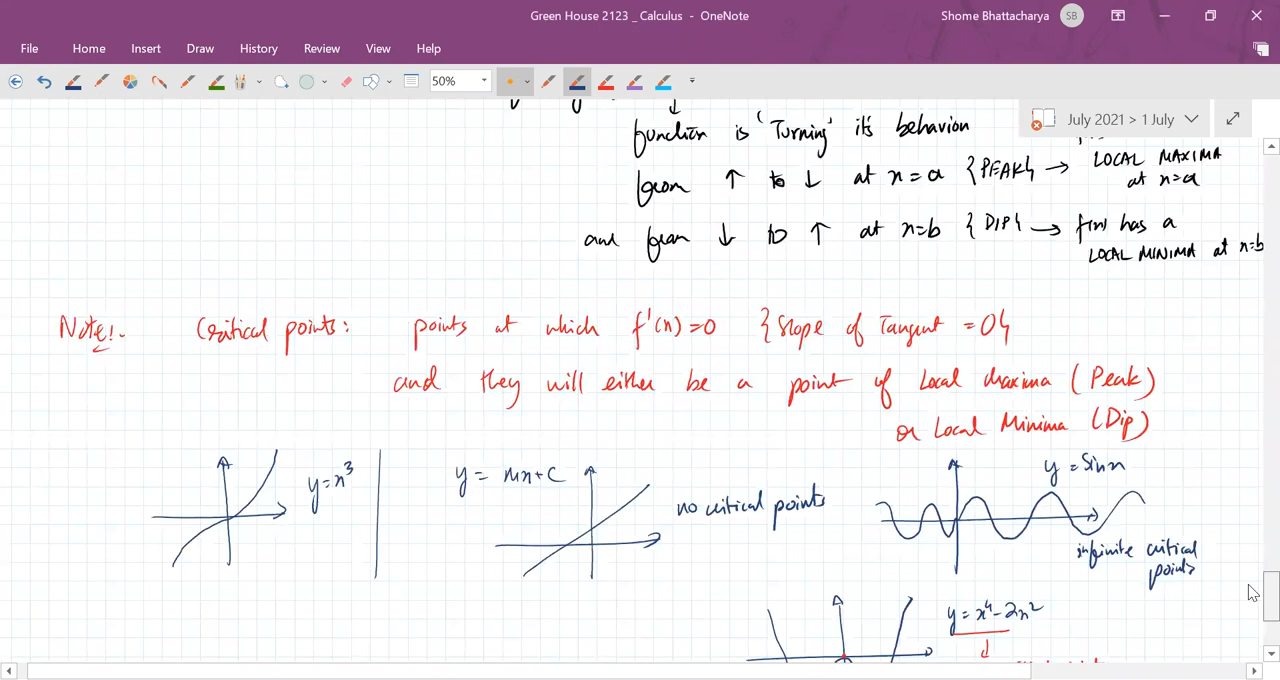 Green House 2123 _ Calculus - OneNote
Shome Bhattacharya
SB
File Home Insert Draw History Review View Help
50%
July 2021 > 1 July
function is 'Turning' it's behavior
from ↑ to ↓ at x=a {PEAK} → LOCAL MAXIMA
at x=a
and from ↓ to ↑ at x=b {DIP} → f(x) has a
LOCAL MINIMA at x=b
Note:. Critical points: points at which f'(x)=0 {Slope of Tangent =0}
and they will either be a point of Local Maxima (Peak)
or Local Minima (Dip)
y=x³
y = mx+c
no critical points
y = Sinx
infinite critical
points
y=x⁴-2x²